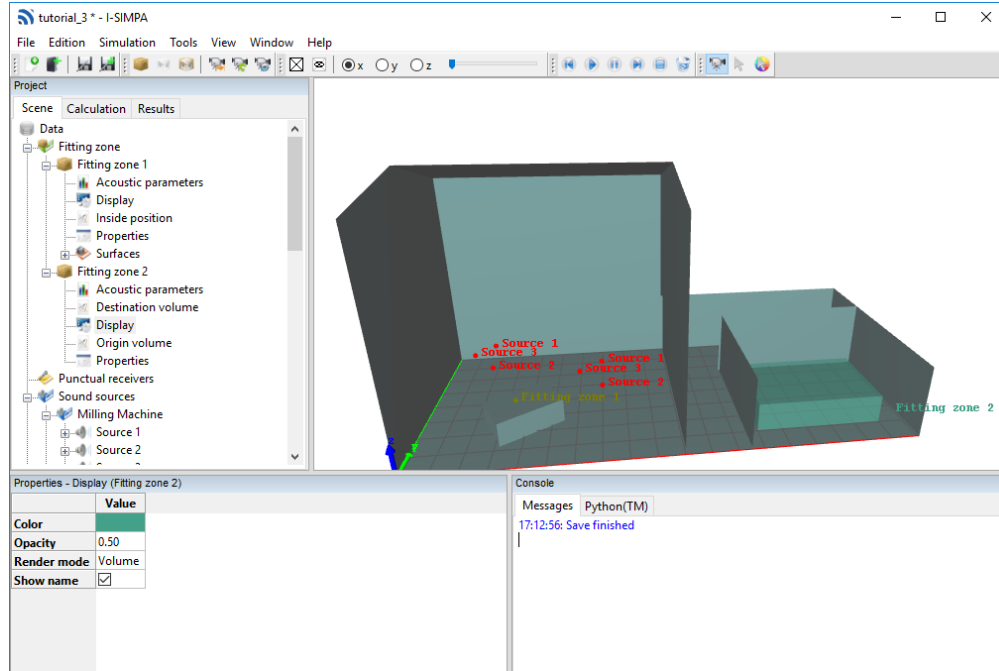 tutorial_3 * - I-SIMPA
File Edition Simulation Tools View Window Help
x y z
Project
Scene Calculation Results
Data
Fitting zone
Fitting zone 1
Acoustic parameters
Display
Inside position
Properties
Surfaces
Fitting zone 2
Acoustic parameters
Destination volume
Display
Origin volume
Properties
Punctual receivers
Sound sources
Milling Machine
Source 1
Source 2
Source 1
Source 3
Source 2
Source 1
Source 3
Source 2
Fitting zone 1
Fitting zone 2
z
Properties - Display (Fitting zone 2)
Value
Color
Opacity 0.50
Render mode Volume
Show name
Console
Messages Python(TM)
17:12:56: Save finished